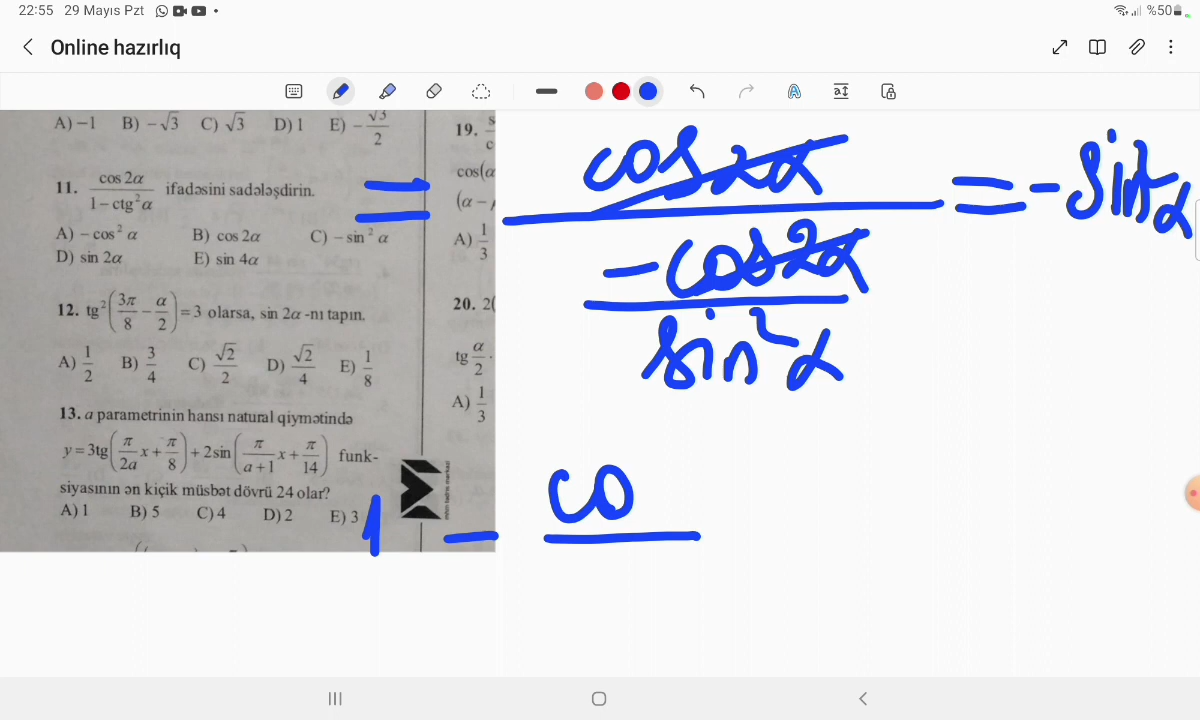 22:55 29 Mayıs Pzt %50
Online hazırlıq
A) −1 B) −√3 C) √3 D) 1 E) −√3/2
11. cos 2α / (1 − ctg²α) ifadəsini sadələşdirin.
A) − cos² α B) cos 2α C) − sin² α
D) sin 2α E) sin 4α
12. tg²(3π/8 − α/2) = 3 olarsa, sin 2α -nı tapın.
A) 1/2 B) 3/4 C) √2/2 D) √2/4 E) 1/8
13. a parametrinin hansı natural qiymətində
y = 3tg(π/2a x + π/8) + 2sin(π/(a+1) x + π/14) funk-
siyasının ən kiçik müsbət dövrü 24 olar?
A) 1 B) 5 C) 4 D) 2 E) 3
19.
cos(α
(α −
A) 1/3
20. 2(
tg α/2 ·
A) 1/3
= cos2α / (−cos2α / sin²α) = −sin²α
1 − co